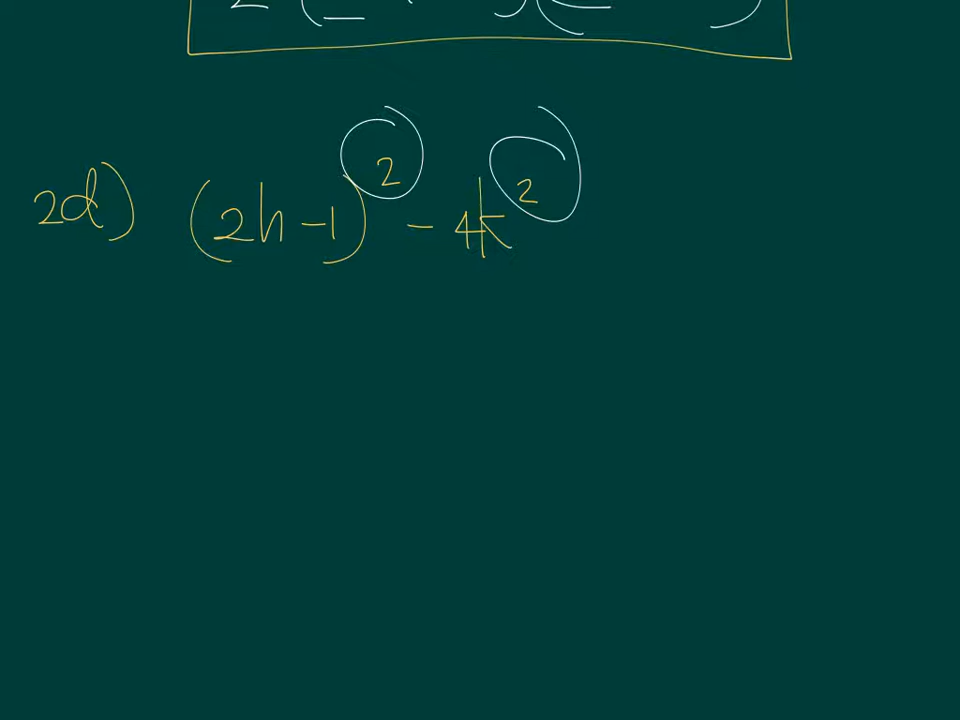 2d) (2h-1)² - 4k²